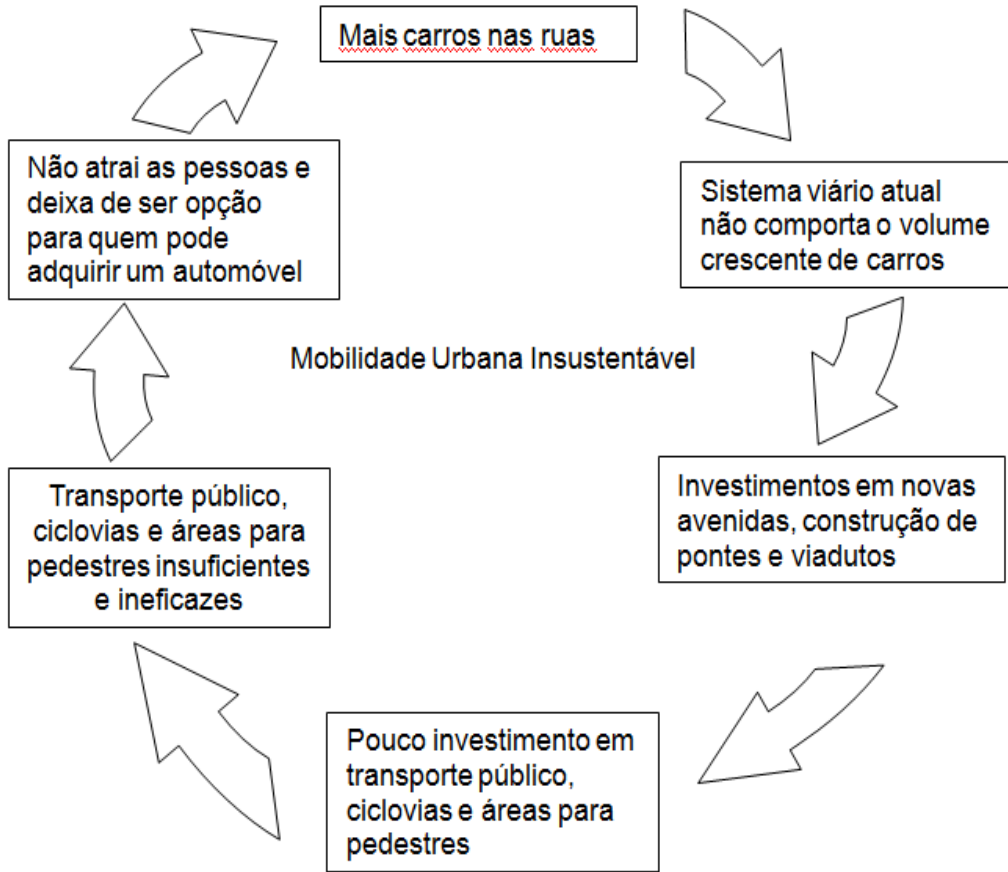 Mais carros nas ruas
Não atrai as pessoas e
deixa de ser opção
para quem pode
adquirir um automóvel
Sistema viário atual
não comporta o volume
crescente de carros
Mobilidade Urbana Insustentável
Transporte público,
ciclovias e áreas para
pedestres insuficientes
e ineficazes
Investimentos em novas
avenidas, construção de
pontes e viadutos
Pouco investimento em
transporte público,
ciclovias e áreas para
pedestres